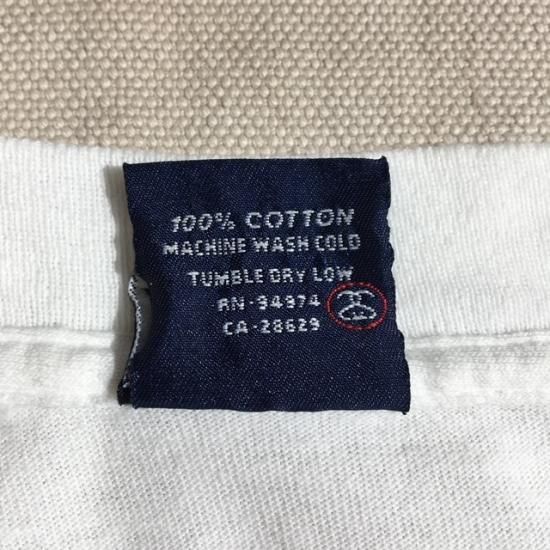 100% COTTON
MACHINE WASH COLD
TUMBLE DRY LOW
RN-94974
CA-28629